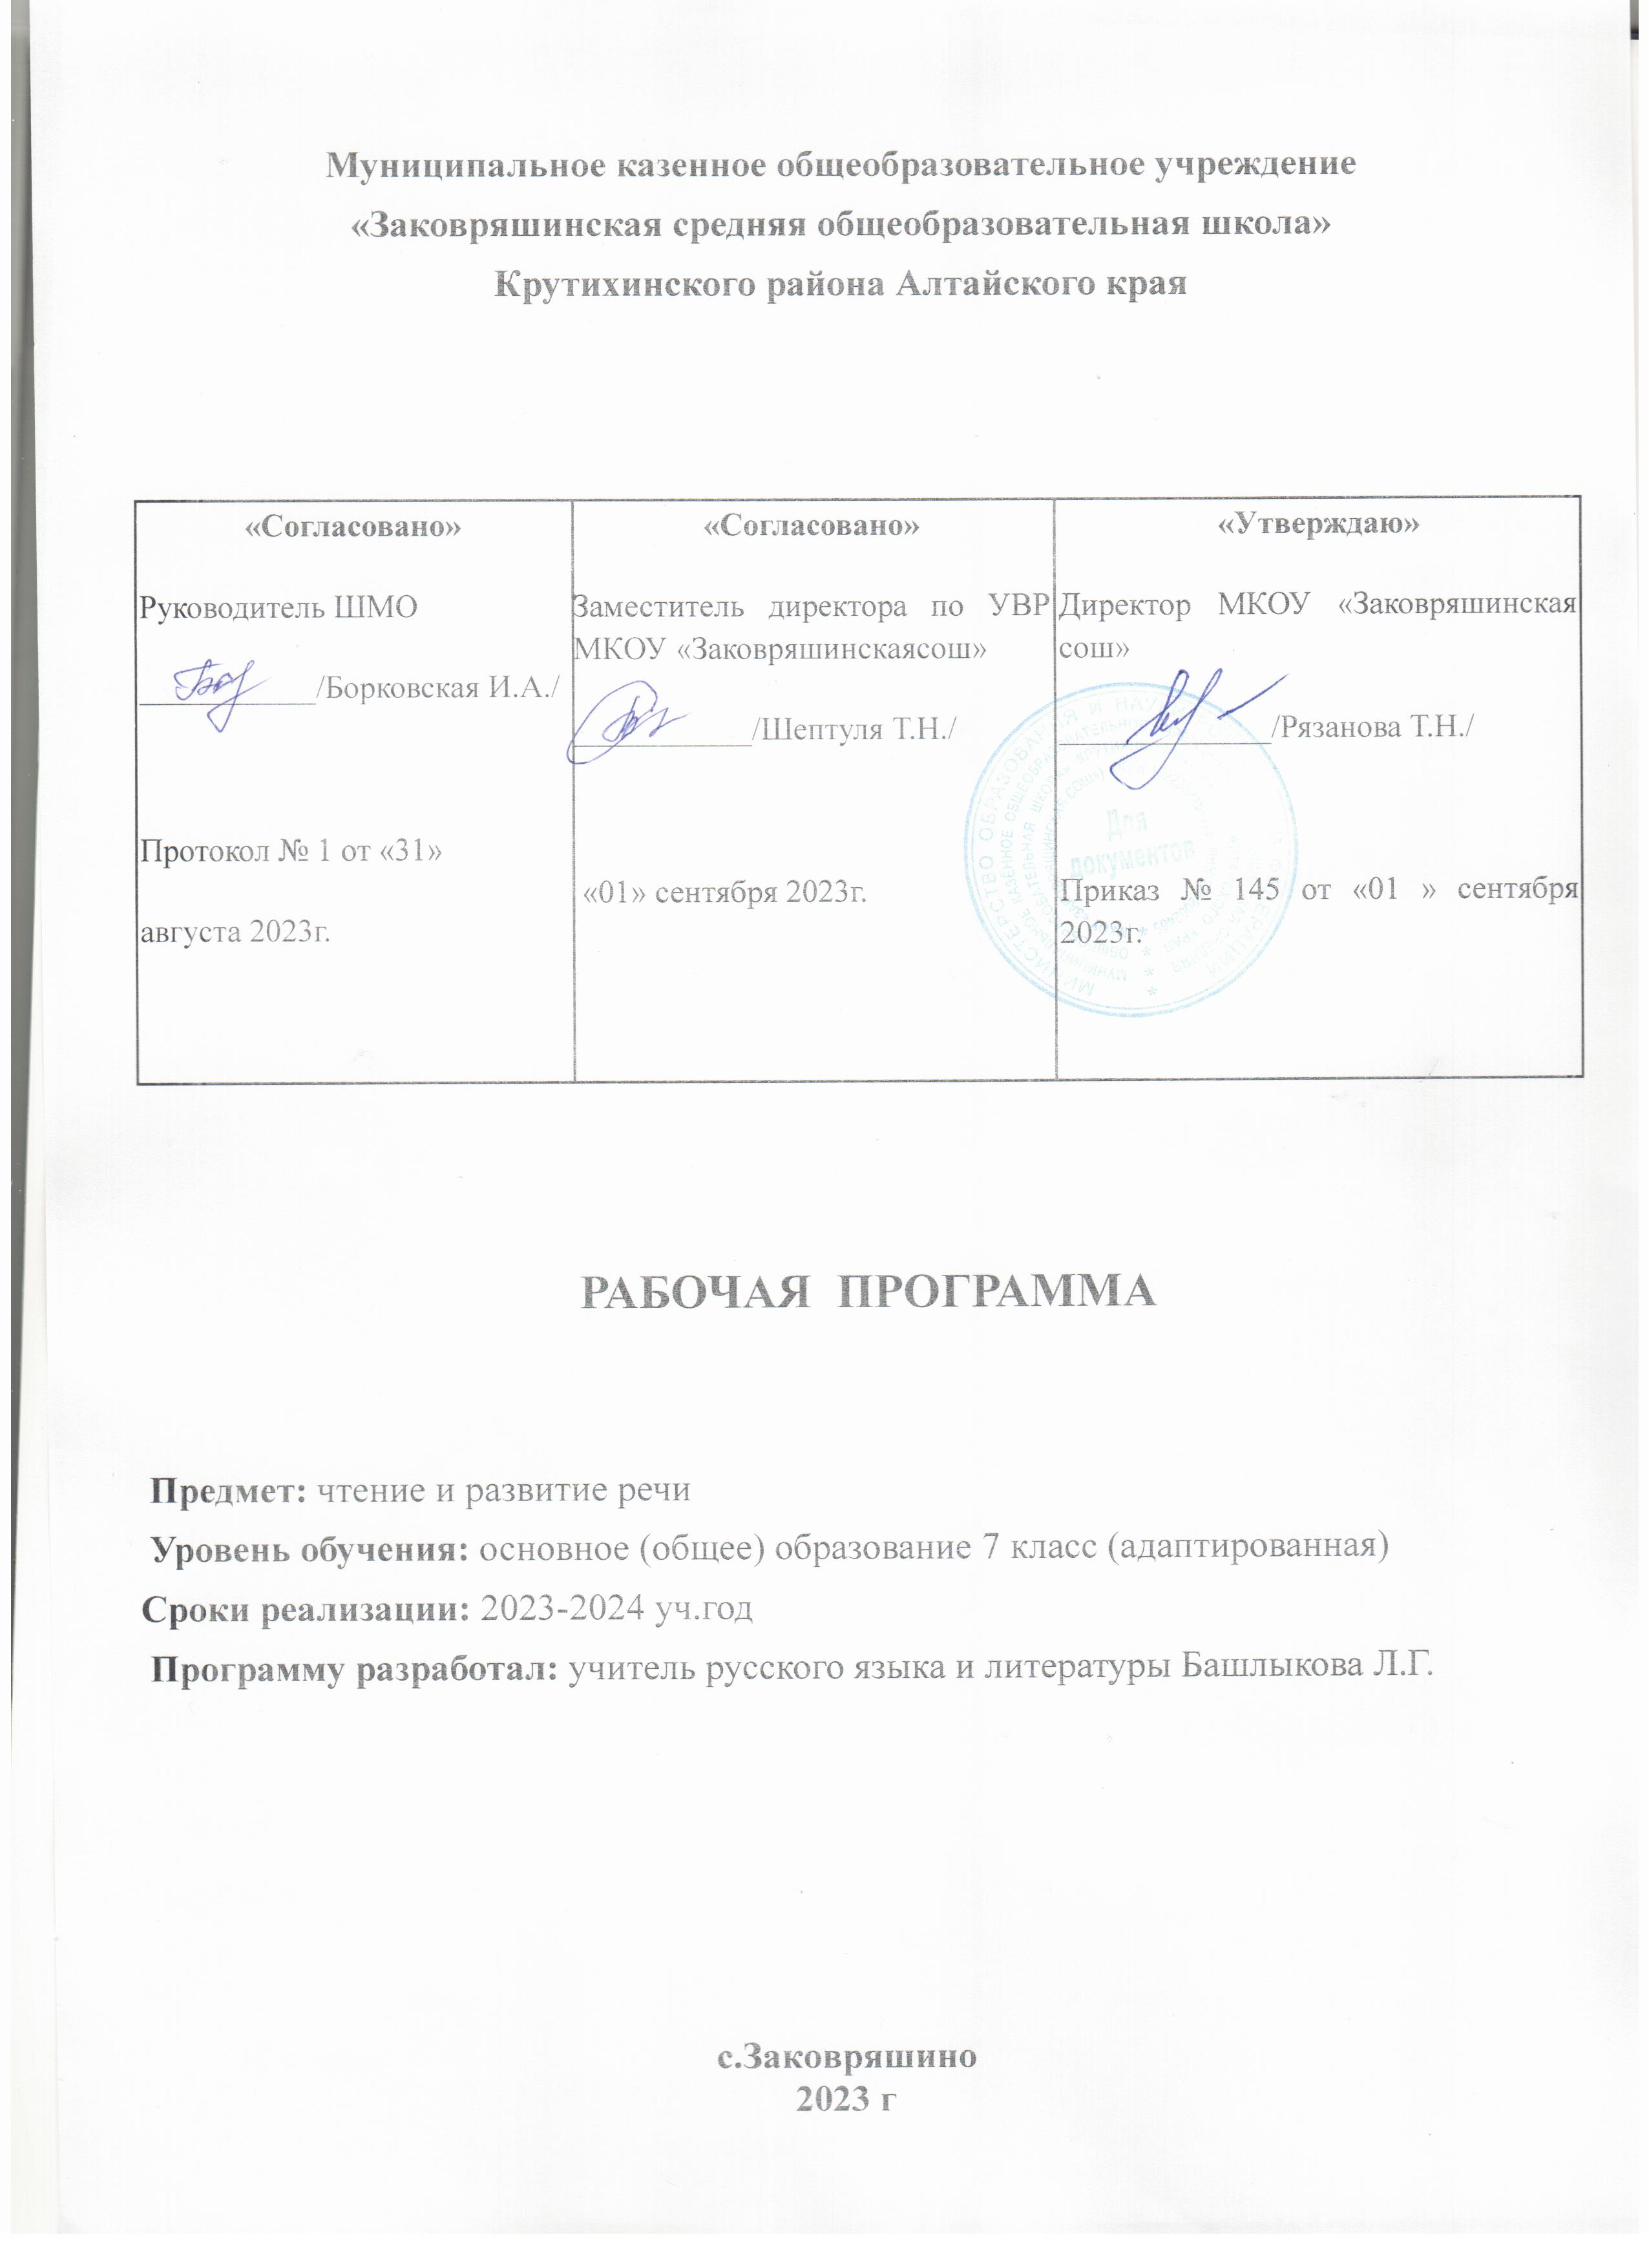 Муниципальное казенное общеобразовательное учреждение
«Заковряшинская средняя общеобразовательная школа»
Крутихинского района Алтайского края
«Согласовано»
Руководитель ШМО
/Борковская И.А./
Протокол № 1 от «31»
августа 2023г.
«Согласовано»
Заместитель директора по УВР
МКОУ «Заковряшинскаясош»
/Шептуля Т.Н./
«01» сентября 2023г.
«Утверждаю»
Директор МКОУ «Заковряшинская
сош»
/Рязанова Т.Н./
Приказ № 145 от «01 » сентября
2023г.
Для
документов
РАБОЧАЯ ПРОГРАММА
Предмет: чтение и развитие речи
Уровень обучения: основное (общее) образование 7 класс (адаптированная)
Сроки реализации: 2023-2024 уч.год
Программу разработал: учитель русского языка и литературы Башлыкова Л.Г.
с.Заковряшино
2023 г